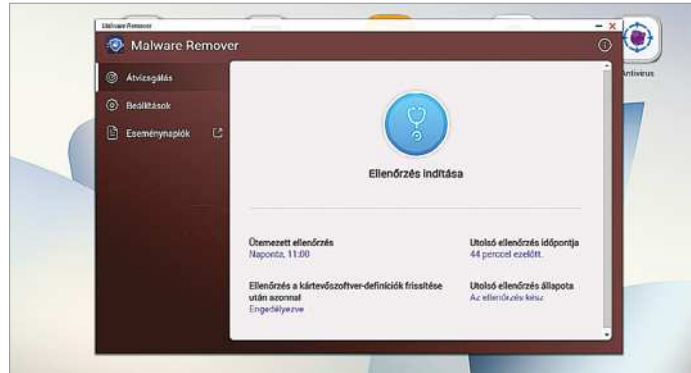 Malware Remover
Malware Remover
Antivirus
Átvizsgálás
Beállítások
Eseménynaplók
Ellenőrzés indítása
Ütemezett ellenőrzés
Naponta, 11:00
Utolsó ellenőrzés időpontja
44 perccel ezelőtt.
Ellenőrzés a kártevőszoftver-definíciók frissítése
után azonnal
Engedélyezve
Utolsó ellenőrzés állapota
Az ellenőrzés kész